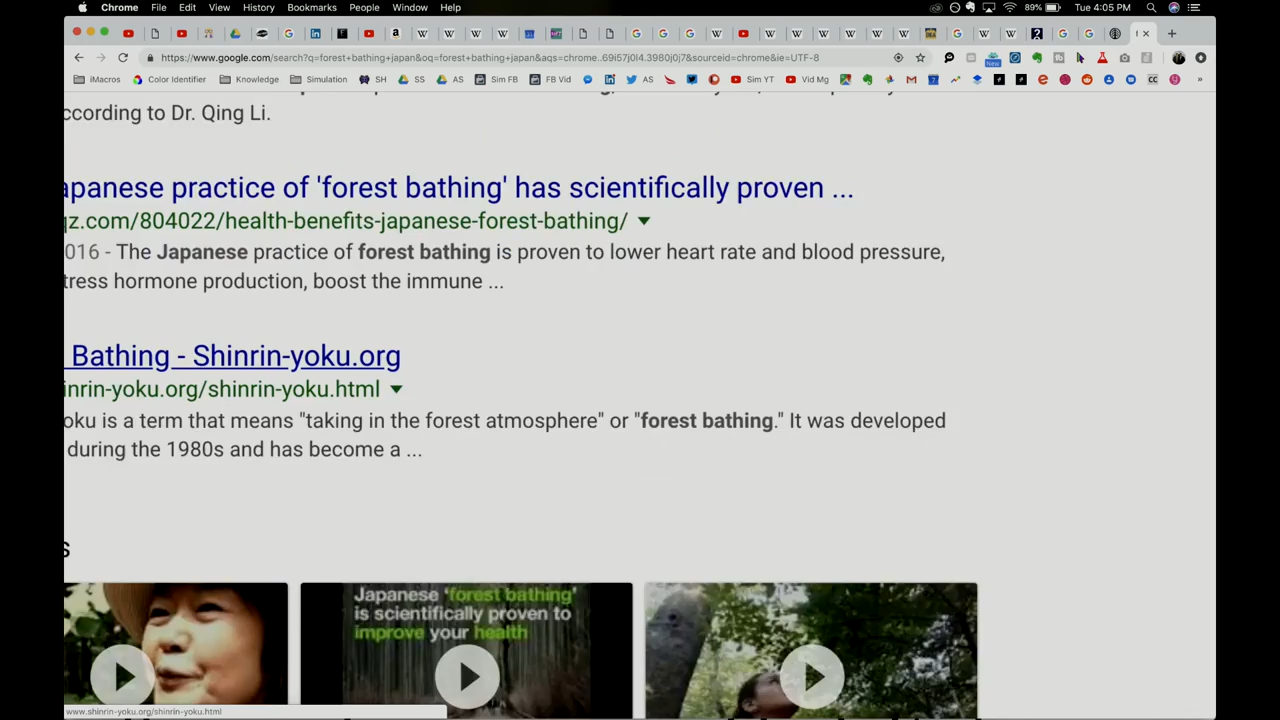 Chrome File Edit View History Bookmarks People Window Help 89% Tue 4:05 PM
https://www.google.com/search?q=forest+bathing+japan&oq=forest+bathing+japan&aqs=chrome..69i57j0l4.3980j0j7&sourceid=chrome&ie=UTF-8
iMacros Color Identifier Knowledge Simulation SH SS AS Sim FB FB Vid AS Sim YT Vid Mg New
ccording to Dr. Qing Li.
apanese practice of 'forest bathing' has scientifically proven ...
qz.com/804022/health-benefits-japanese-forest-bathing/
016 - The Japanese practice of forest bathing is proven to lower heart rate and blood pressure,
tress hormone production, boost the immune ...
Bathing - Shinrin-yoku.org
inrin-yoku.org/shinrin-yoku.html
oku is a term that means "taking in the forest atmosphere" or "forest bathing." It was developed
during the 1980s and has become a ...
s
Japanese 'forest bathing'
is scientifically proven to
improve your health
www.shinrin-yoku.org/shinrin-yoku.html